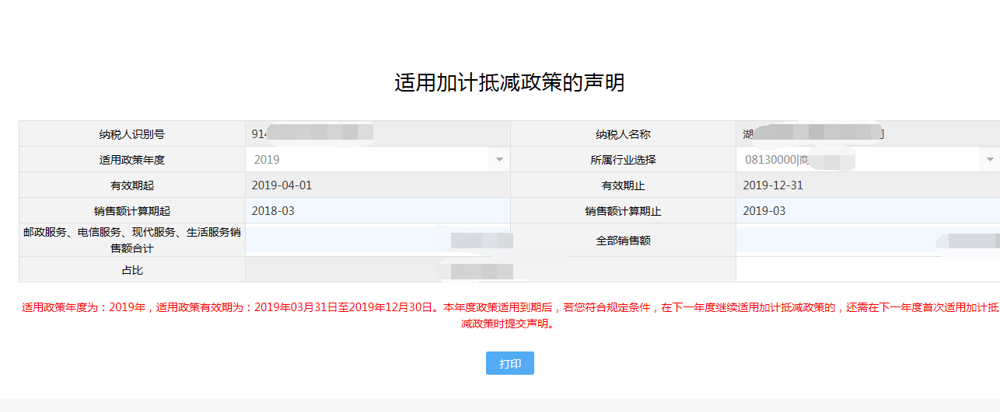 适用加计抵减政策的声明
纳税人识别号 91 纳税人名称 湖
适用政策年度 2019 所属行业选择 08130000|商
有效期起 2019-04-01 有效期止 2019-12-31
销售额计算期起 2018-03 销售额计算期止 2019-03
邮政服务、电信服务、现代服务、生活服务销
售额合计 全部销售额
占比
适用政策年度为：2019年，适用政策有效期为：2019年03月31日至2019年12月30日。本年度政策适用到期后，若您符合规定条件，在下一年度继续适用加计抵减政策的，还需在下一年度首次适用加计抵
减政策时提交声明。
打印